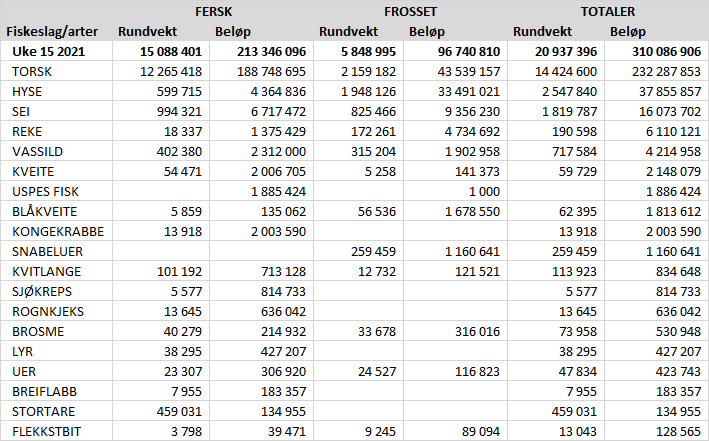 FERSK FROSSET TOTALER
Fiskeslag/arter Rundvekt Beløp Rundvekt Beløp Rundvekt Beløp
Uke 15 2021 15 088 401 213 346 096 5 848 995 96 740 810 20 937 396 310 086 906
TORSK 12 265 418 188 748 695 2 159 182 43 539 157 14 424 600 232 287 853
HYSE 599 715 4 364 836 1 948 126 33 491 021 2 547 840 37 855 857
SEI 994 321 6 717 472 825 466 9 356 230 1 819 787 16 073 702
REKE 18 337 1 375 429 172 261 4 734 692 190 598 6 110 121
VASSILD 402 380 2 312 000 315 204 1 902 958 717 584 4 214 958
KVEITE 54 471 2 006 705 5 258 141 373 59 729 2 148 079
USPES FISK 1 885 424 1 000 1 886 424
BLÅKVEITE 5 859 135 062 56 536 1 678 550 62 395 1 813 612
KONGEKRABBE 13 918 2 003 590 13 918 2 003 590
SNABELUER 259 459 1 160 641 259 459 1 160 641
KVITLANGE 101 192 713 128 12 732 121 521 113 923 834 648
SJØKREPS 5 577 814 733 5 577 814 733
ROGNKJEKS 13 645 636 042 13 645 636 042
BROSME 40 279 214 932 33 678 316 016 73 958 530 948
LYR 38 295 427 207 38 295 427 207
UER 23 307 306 920 24 527 116 823 47 834 423 743
BREIFLABB 7 955 183 357 7 955 183 357
STORTARE 459 031 134 955 459 031 134 955
FLEKKSTBIT 3 798 39 471 9 245 89 094 13 043 128 565